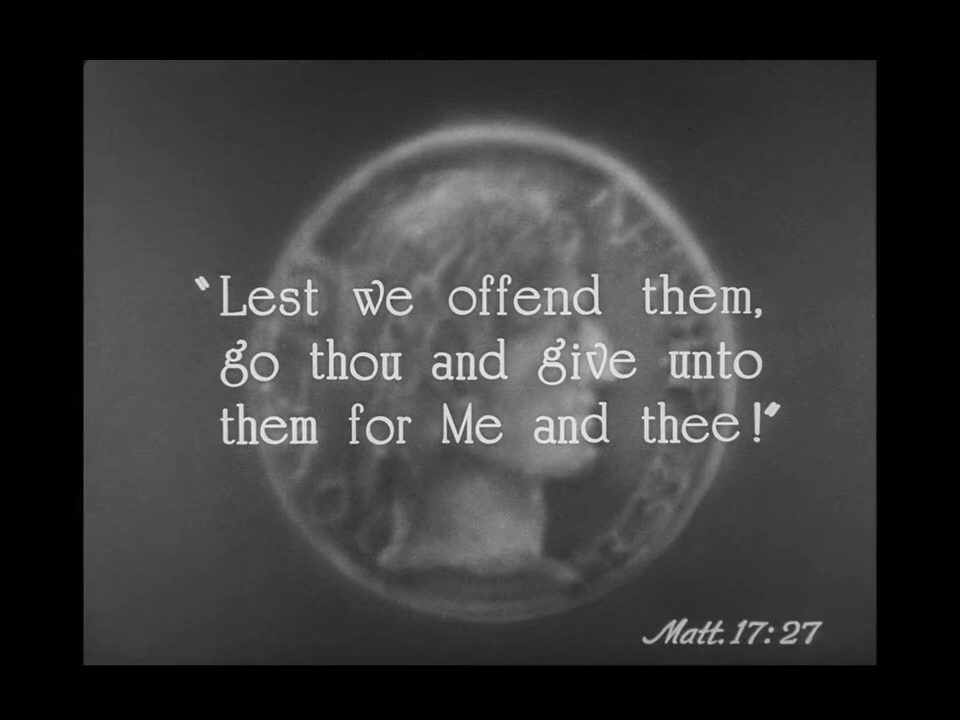 "Lest we offend them,
go thou and give unto
them for Me and thee!"
Matt. 17:27